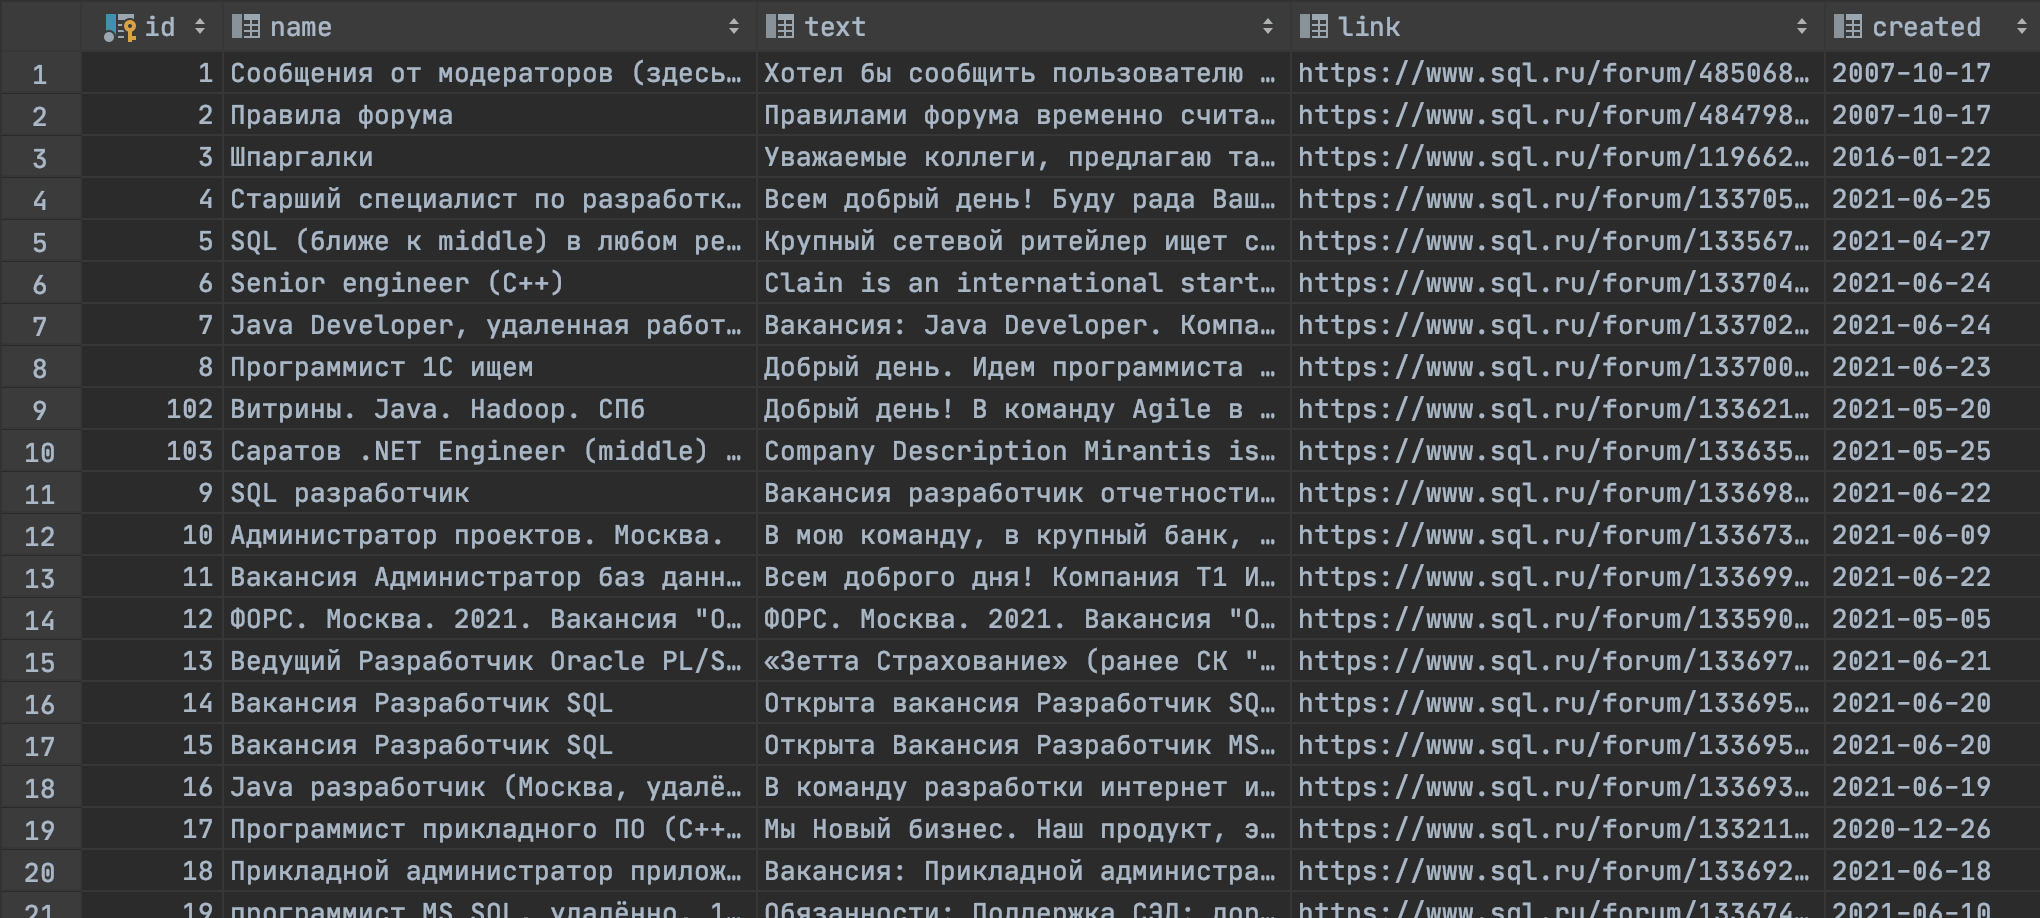 id name text link created
1 1 Сообщения от модераторов (здесь… Хотел бы сообщить пользователю … https://www.sql.ru/forum/485068… 2007-10-17
2 2 Правила форума Правилами форума временно счита… https://www.sql.ru/forum/484798… 2007-10-17
3 3 Шпаргалки Уважаемые коллеги, предлагаю та… https://www.sql.ru/forum/119662… 2016-01-22
4 4 Старший специалист по разработк… Всем добрый день! Буду рада Ваш… https://www.sql.ru/forum/133705… 2021-06-25
5 5 SQL (ближе к middle) в любом ре… Крупный сетевой ритейлер ищет с… https://www.sql.ru/forum/133567… 2021-04-27
6 6 Senior engineer (C++) Clain is an international start… https://www.sql.ru/forum/133704… 2021-06-24
7 7 Java Developer, удаленная работ… Вакансия: Java Developer. Компа… https://www.sql.ru/forum/133702… 2021-06-24
8 8 Программист 1С ищем Добрый день. Идем программиста … https://www.sql.ru/forum/133700… 2021-06-23
9 102 Витрины. Java. Hadoop. СПб Добрый день! В команду Agile в … https://www.sql.ru/forum/133621… 2021-05-20
10 103 Саратов .NET Engineer (middle) … Company Description Mirantis is… https://www.sql.ru/forum/133635… 2021-05-25
11 9 SQL разработчик Вакансия разработчик отчетности… https://www.sql.ru/forum/133698… 2021-06-22
12 10 Администратор проектов. Москва. В мою команду, в крупный банк, … https://www.sql.ru/forum/133673… 2021-06-09
13 11 Вакансия Администратор баз данн… Всем доброго дня! Компания Т1 И… https://www.sql.ru/forum/133699… 2021-06-22
14 12 ФОРС. Москва. 2021. Вакансия "О… ФОРС. Москва. 2021. Вакансия "О… https://www.sql.ru/forum/133590… 2021-05-05
15 13 Ведущий Разработчик Oracle PL/S… «Зетта Страхование» (ранее СК "… https://www.sql.ru/forum/133697… 2021-06-21
16 14 Вакансия Разработчик SQL Открыта вакансия Разработчик SQ… https://www.sql.ru/forum/133695… 2021-06-20
17 15 Вакансия Разработчик SQL Открыта Вакансия Разработчик MS… https://www.sql.ru/forum/133695… 2021-06-20
18 16 Java разработчик (Москва, удалё… В команду разработки интернет и… https://www.sql.ru/forum/133693… 2021-06-19
19 17 Программист прикладного ПО (C++… Мы Новый бизнес. Наш продукт, э… https://www.sql.ru/forum/133211… 2020-12-26
20 18 Прикладной администратор прилож… Вакансия: Прикладной администра… https://www.sql.ru/forum/133692… 2021-06-18
21 19 программист MS SQL, удалённо, 1… Обязанности: Поддержка СЭД; дор… https://www.sql.ru/forum/133674… 2021-06-10